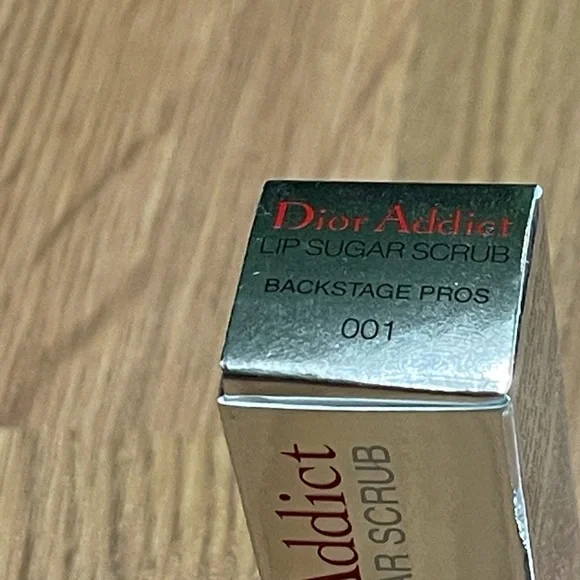 Dior Addict
LIP SUGAR SCRUB
BACKSTAGE PROS
001
Addict
AR SCRUB